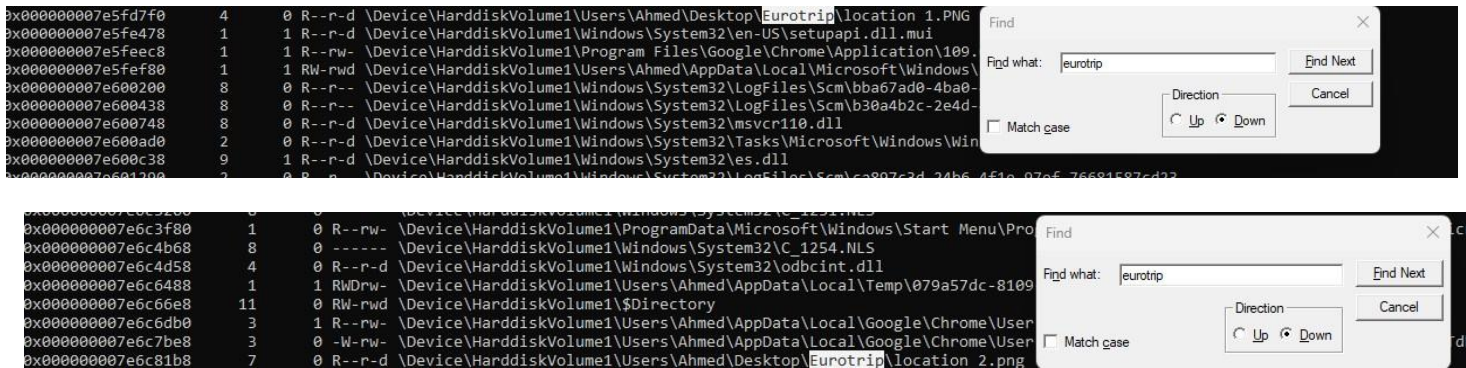 0x000000007e5fd7f0 4 0 R--r-d \Device\HarddiskVolume1\Users\Ahmed\Desktop\Eurotrip\location 1.PNG
0x000000007e5fe478 1 1 R--r-d \Device\HarddiskVolume1\Windows\System32\en-US\setupapi.dll.mui
0x000000007e5feec8 1 1 R--rw- \Device\HarddiskVolume1\Program Files\Google\Chrome\Application\109.
0x000000007e5fef80 1 1 RW-rwd \Device\HarddiskVolume1\Users\Ahmed\AppData\Local\Microsoft\Windows\
0x000000007e600200 8 0 R--r-- \Device\HarddiskVolume1\Windows\System32\LogFiles\Scm\bba67ad0-4ba0-
0x000000007e600438 8 0 R--r-- \Device\HarddiskVolume1\Windows\System32\LogFiles\Scm\b30a4b2c-2e4d-
0x000000007e600748 8 0 R--r-d \Device\HarddiskVolume1\Windows\System32\msvcr110.dll
0x000000007e600ad0 2 0 R--r-d \Device\HarddiskVolume1\Windows\System32\Tasks\Microsoft\Windows\Win
0x000000007e600c38 9 1 R--r-d \Device\HarddiskVolume1\Windows\System32\es.dll
Find
Find what: eurotrip Find Next
Direction Cancel
Match case Up Down
0x000000007e6c3f80 1 0 R--rw- \Device\HarddiskVolume1\ProgramData\Microsoft\Windows\Start Menu\Pro
0x000000007e6c4b68 8 0 ------ \Device\HarddiskVolume1\Windows\System32\C_1254.NLS
0x000000007e6c4d58 4 0 R--r-d \Device\HarddiskVolume1\Windows\System32\odbcint.dll
0x000000007e6c6488 1 1 RWDrw- \Device\HarddiskVolume1\Users\Ahmed\AppData\Local\Temp\079a57dc-8109
0x000000007e6c66e8 11 0 RW-rwd \Device\HarddiskVolume1\$Directory
0x000000007e6c6db0 3 1 R--rw- \Device\HarddiskVolume1\Users\Ahmed\AppData\Local\Google\Chrome\User
0x000000007e6c7be8 3 0 -W-rw- \Device\HarddiskVolume1\Users\Ahmed\AppData\Local\Google\Chrome\User
0x000000007e6c81b8 7 0 R--r-d \Device\HarddiskVolume1\Users\Ahmed\Desktop\Eurotrip\location 2.png
Find
Find what: eurotrip Find Next
Direction Cancel
Match case Up Down